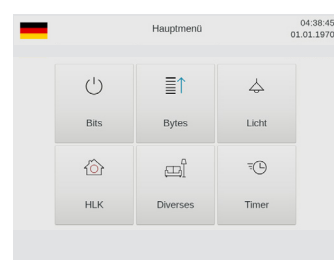 Hauptmenü
04:38:45
01.01.1970
Bits
Bytes
Licht
HLK
Diverses
Timer